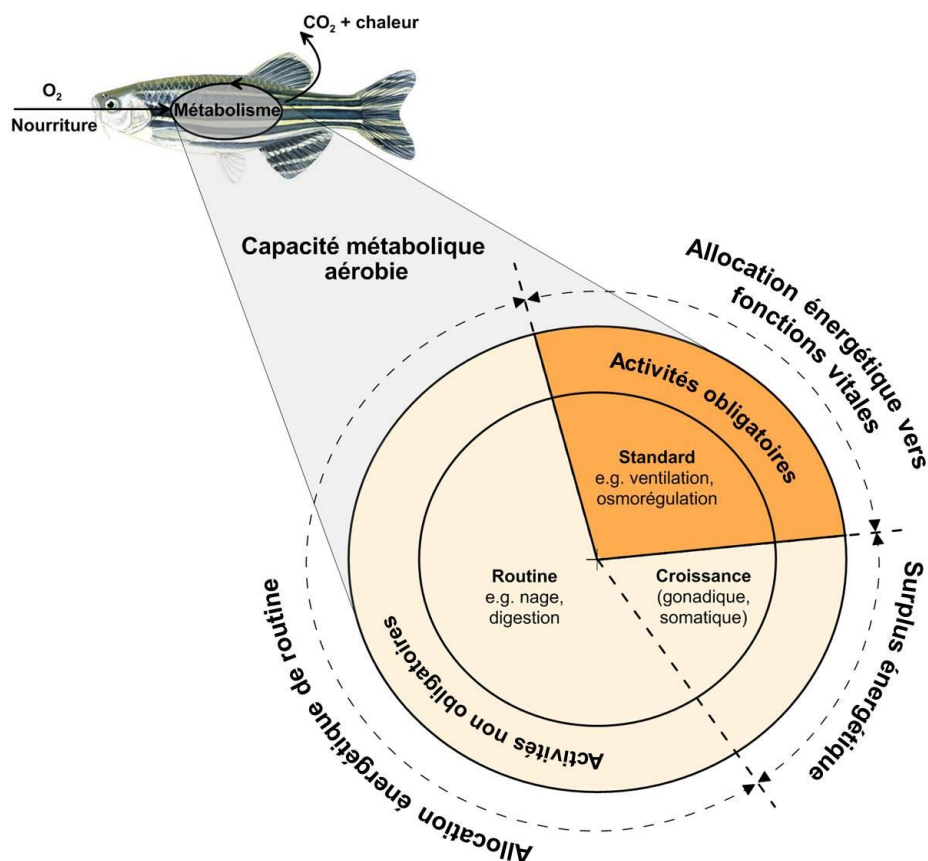 CO₂ + chaleur
O₂
Nourriture
Métabolisme
Capacité métabolique
aérobie
Allocation énergétique vers
fonctions vitales
Activités obligatoires
Standard
e.g. ventilation,
osmorégulation
Routine
e.g. nage,
digestion
Croissance
(gonadique,
somatique)
Activités non obligatoires
Surplus énergétique
Allocation énergétique de routine